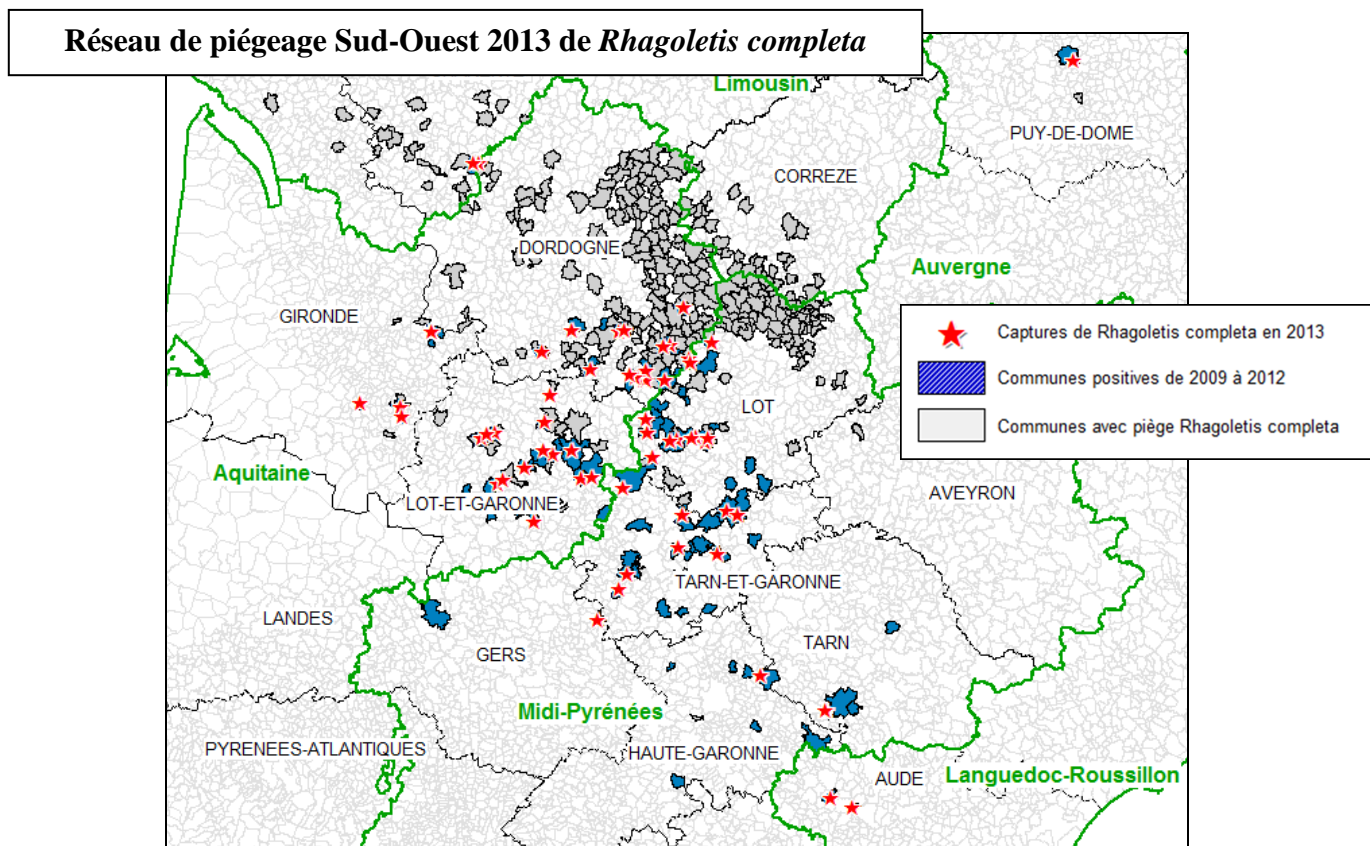 Réseau de piégeage Sud-Ouest 2013 de Rhagoletis completa
Limousin
PUY-DE-DOME
CORREZE
DORDOGNE
Auvergne
GIRONDE
Captures de Rhagoletis completa en 2013
Communes positives de 2009 à 2012
Communes avec piège Rhagoletis completa
LOT
Aquitaine
AVEYRON
LOT-ET-GARONNE
TARN-ET-GARONNE
LANDES
TARN
GERS
Midi-Pyrénées
PYRENEES-ATLANTIQUES
HAUTE-GARONNE
AUDE
Languedoc-Roussillon